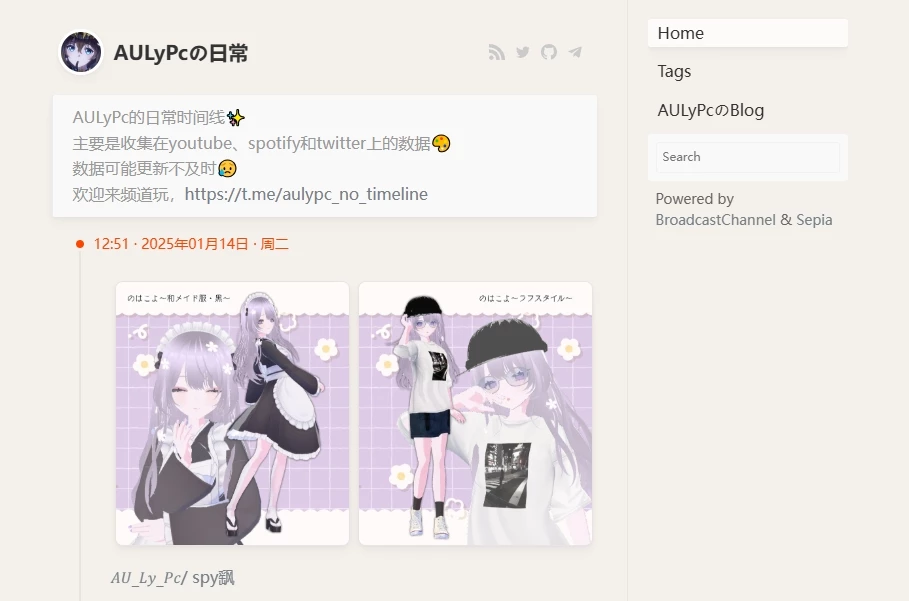 AULyPcの日常
AULyPc的日常时间线✨
主要是收集在youtube、spotify和twitter上的数据🎨
数据可能更新不及时😥
欢迎来频道玩，https://t.me/aulypc_no_timeline
12:51 · 2025年01月14日 · 周二
のはこよ〜和メイド服・黒〜
のはこよ〜ラフスタイル〜
AU_Ly_Pc/ spy飘
Home
Tags
AULyPcのBlog
Search
Powered by
BroadcastChannel & Sepia